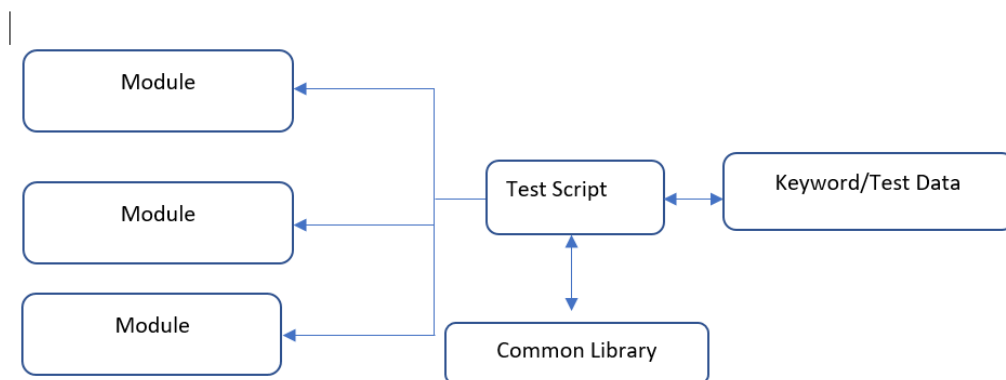 Module
Test Script
Keyword/Test Data
Module
Module
Common Library